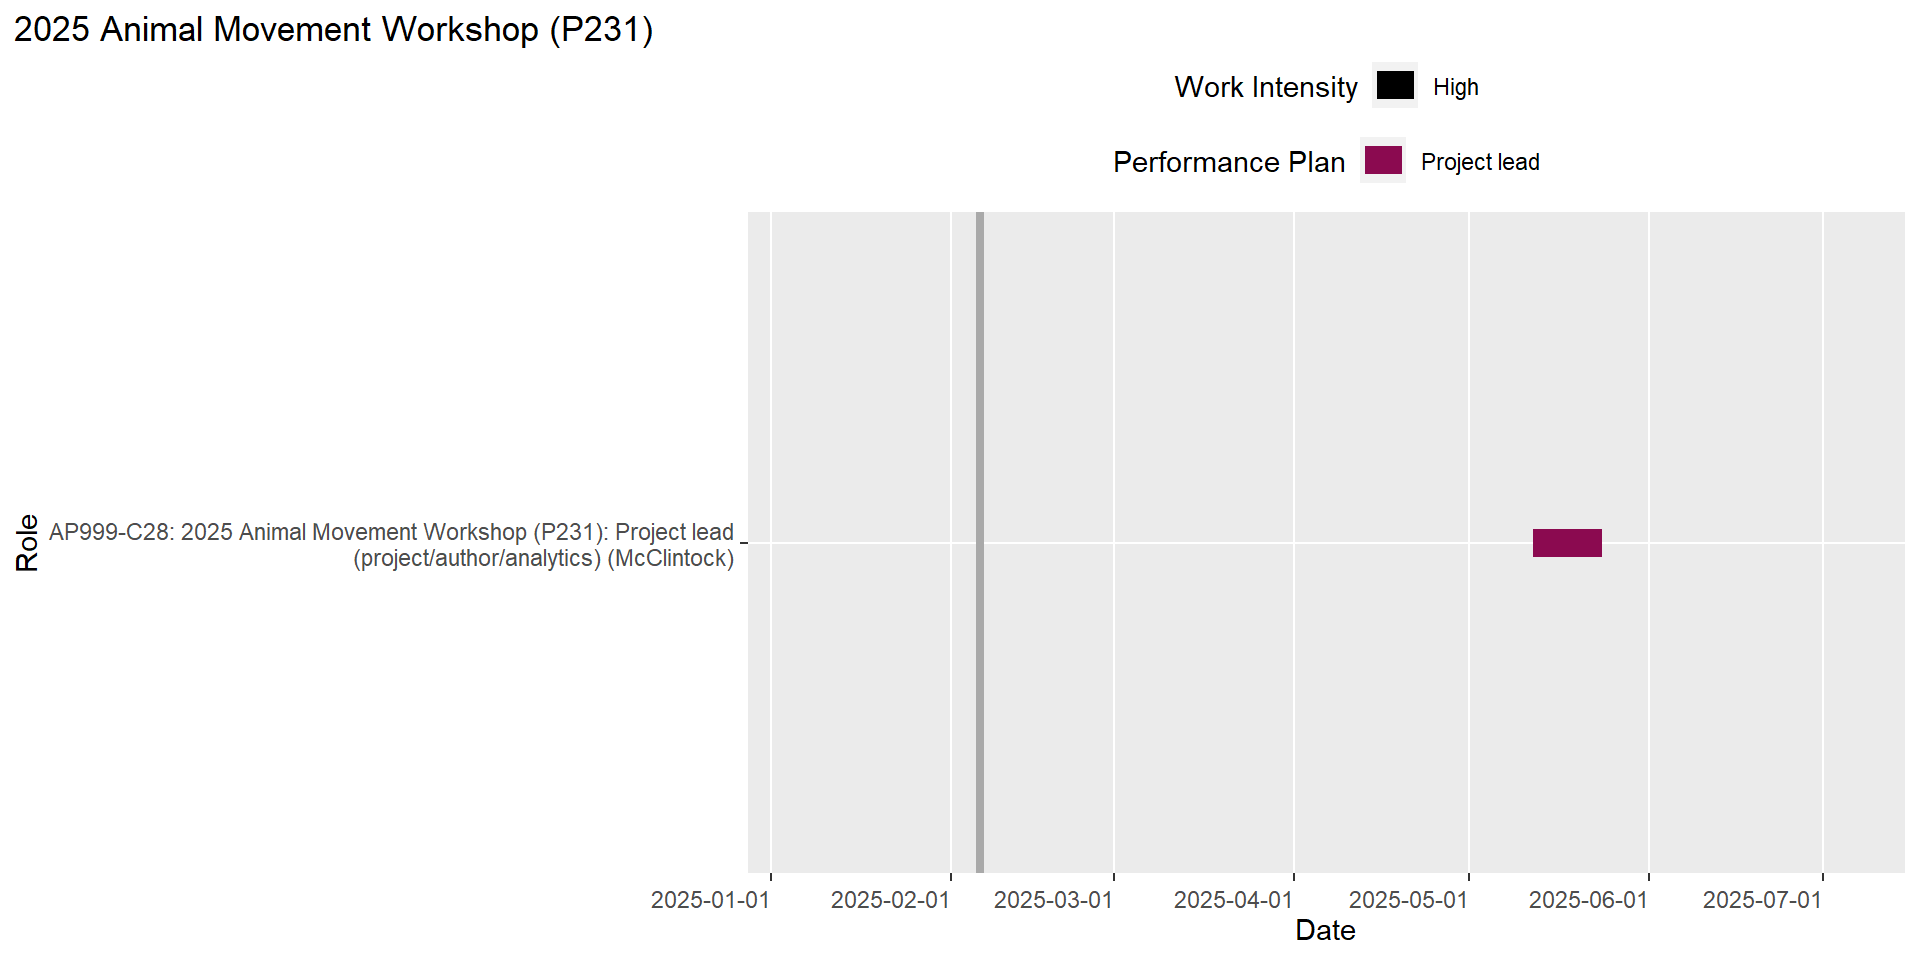 2025 Animal Movement Workshop (P231)
Work Intensity High
Performance Plan Project lead
Role
AP999-C28: 2025 Animal Movement Workshop (P231): Project lead
(project/author/analytics) (McClintock)
2025-01-01 2025-02-01 2025-03-01 2025-04-01 2025-05-01 2025-06-01 2025-07-01
Date